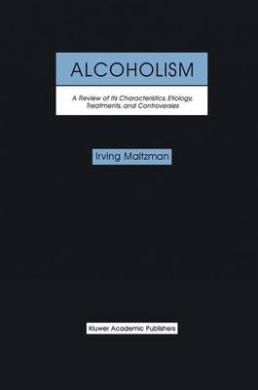 ALCOHOLISM
A Review of Its Characteristics, Etiology,
Treatments, and Controversies
Irving Maltzman
Kluwer Academic Publishers